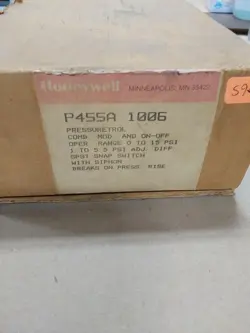 Honeywell
MINNEAPOLIS, MN 55422
P455A 1006
PRESSURETROL
COMB MOD AND ON-OFF
OPER RANGE 0 TO 15 PSI
1 TO 5.5 PSI ADJ DIFF
SPST SNAP SWITCH
WITH SIPHON
BREAKS ON PRESS RISE